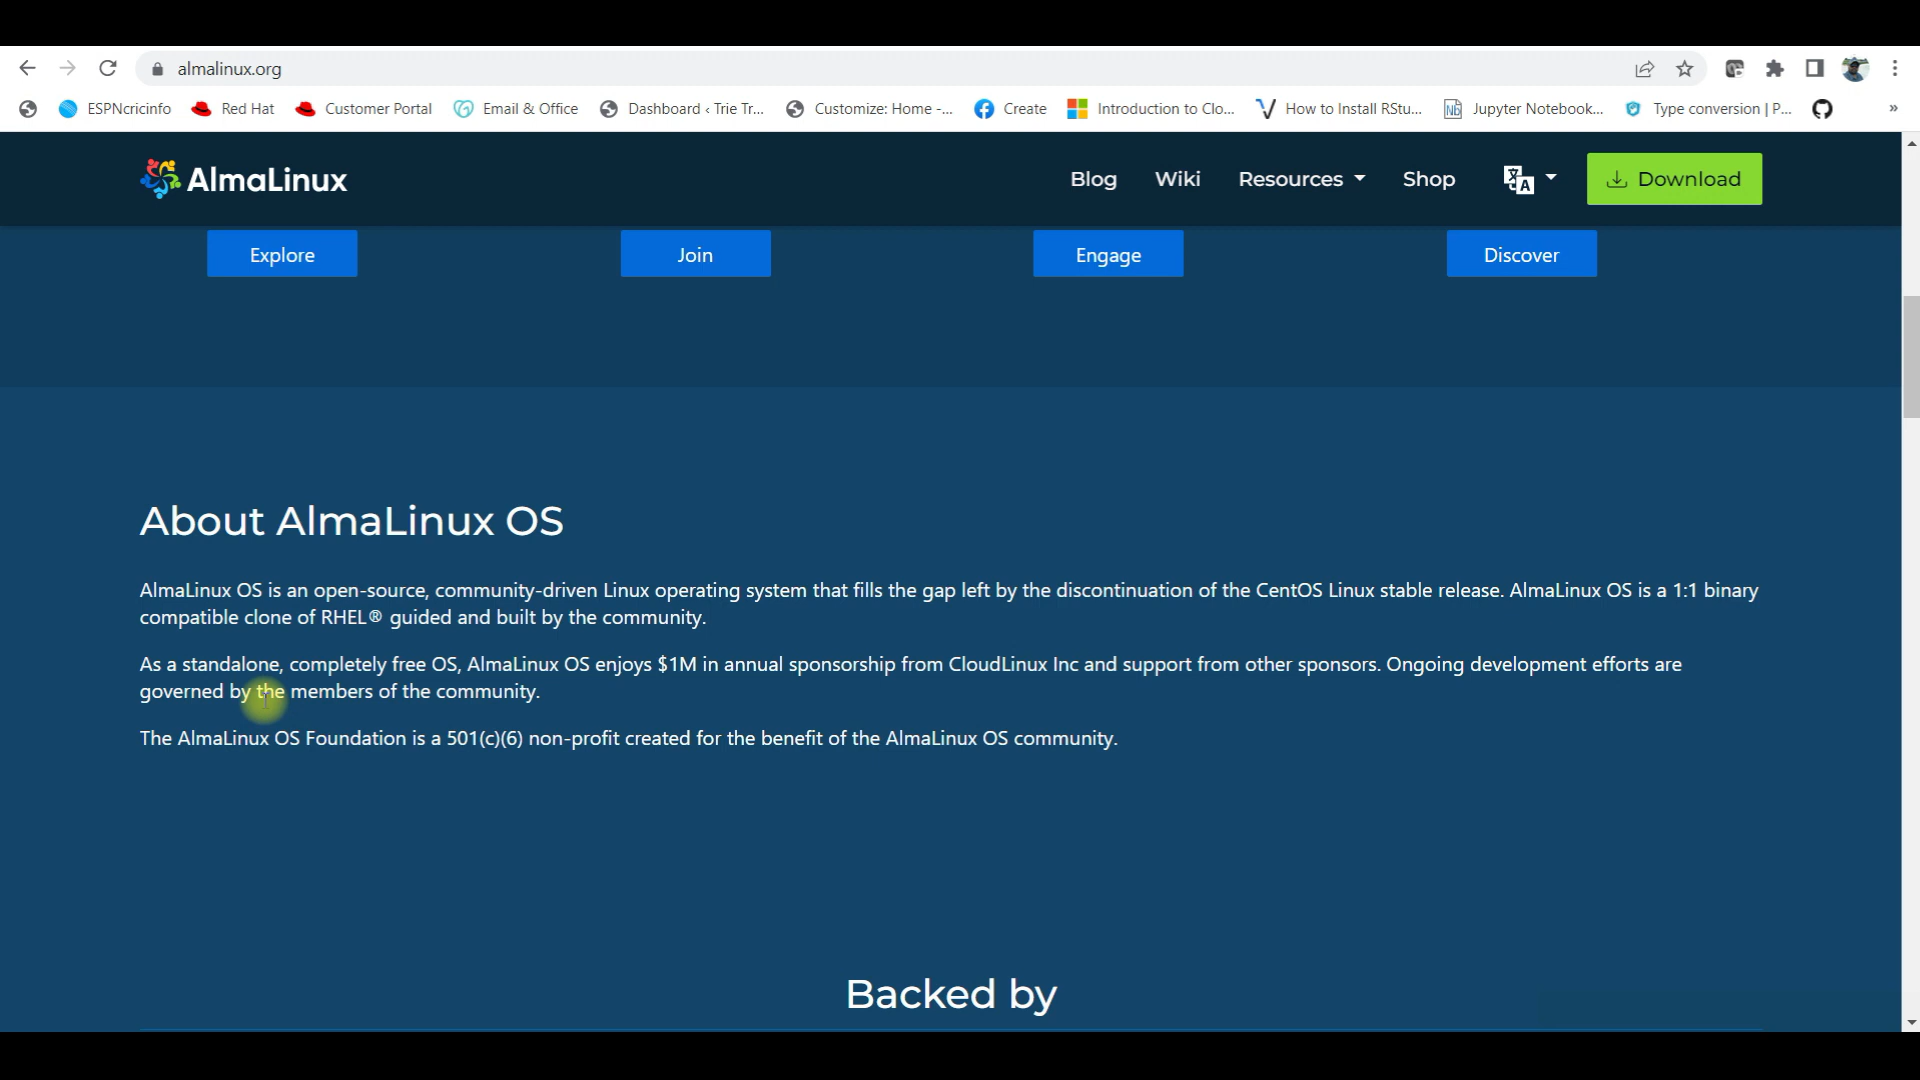 almalinux.org
ESPNcricinfo Red Hat Customer Portal Email & Office Dashboard ‹ Trie Tr... Customize: Home -... Create Introduction to Clo... How to Install RStu... Jupyter Notebook... Type conversion | P... »
AlmaLinux Blog Wiki Resources Shop Download
Explore Join Engage Discover
About AlmaLinux OS
AlmaLinux OS is an open-source, community-driven Linux operating system that fills the gap left by the discontinuation of the CentOS Linux stable release. AlmaLinux OS is a 1:1 binary
compatible clone of RHEL® guided and built by the community.
As a standalone, completely free OS, AlmaLinux OS enjoys $1M in annual sponsorship from CloudLinux Inc and support from other sponsors. Ongoing development efforts are
governed by the members of the community.
The AlmaLinux OS Foundation is a 501(c)(6) non-profit created for the benefit of the AlmaLinux OS community.
Backed by